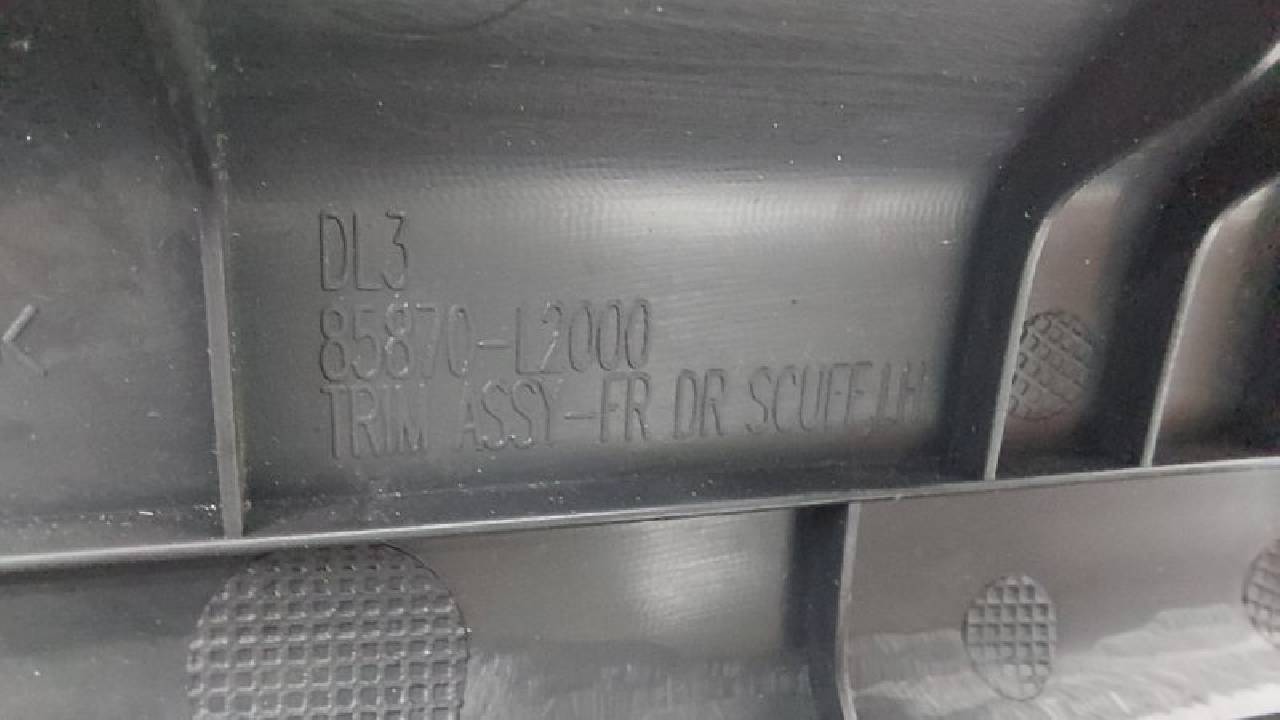 DL3
85870-L2000
TRIM ASSY-FR DR SCUFF,LH